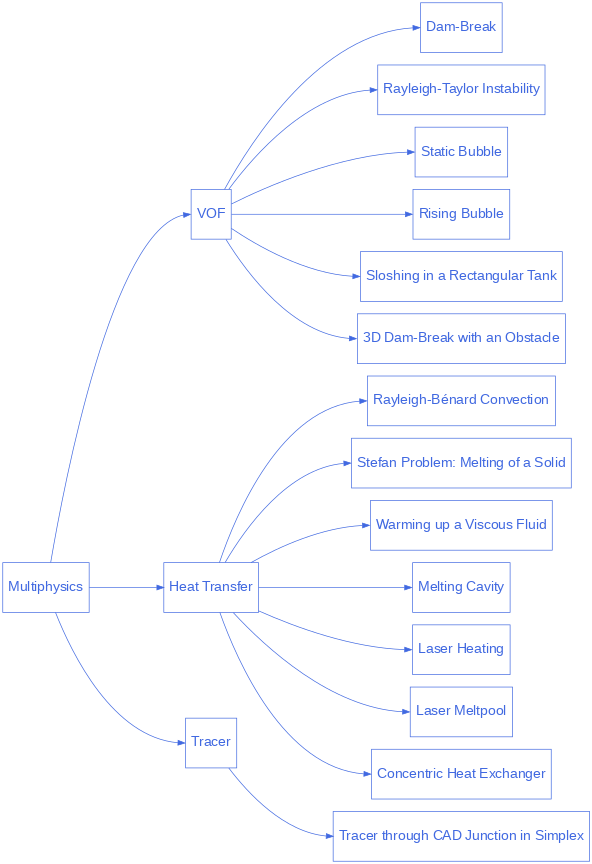 Dam-Break
Rayleigh-Taylor Instability
Static Bubble
VOF
Rising Bubble
Sloshing in a Rectangular Tank
3D Dam-Break with an Obstacle
Rayleigh-Bénard Convection
Stefan Problem: Melting of a Solid
Warming up a Viscous Fluid
Multiphysics
Heat Transfer
Melting Cavity
Laser Heating
Laser Meltpool
Tracer
Concentric Heat Exchanger
Tracer through CAD Junction in Simplex